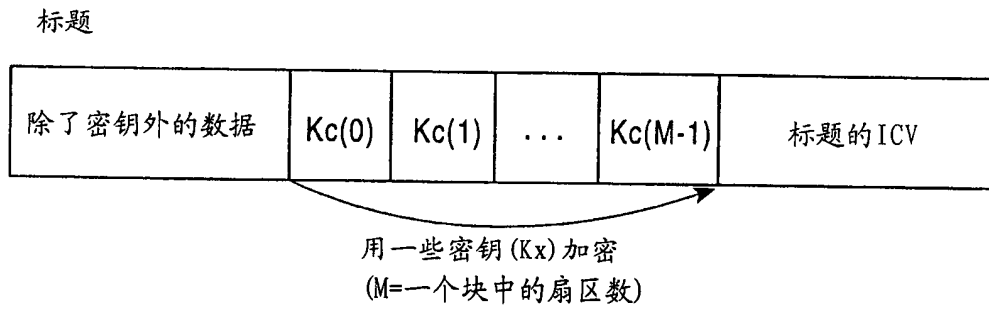 标题
除了密钥外的数据 Kc(0) Kc(1) ... Kc(M-1) 标题的ICV
用一些密钥(Kx)加密
(M=一个块中的扇区数)